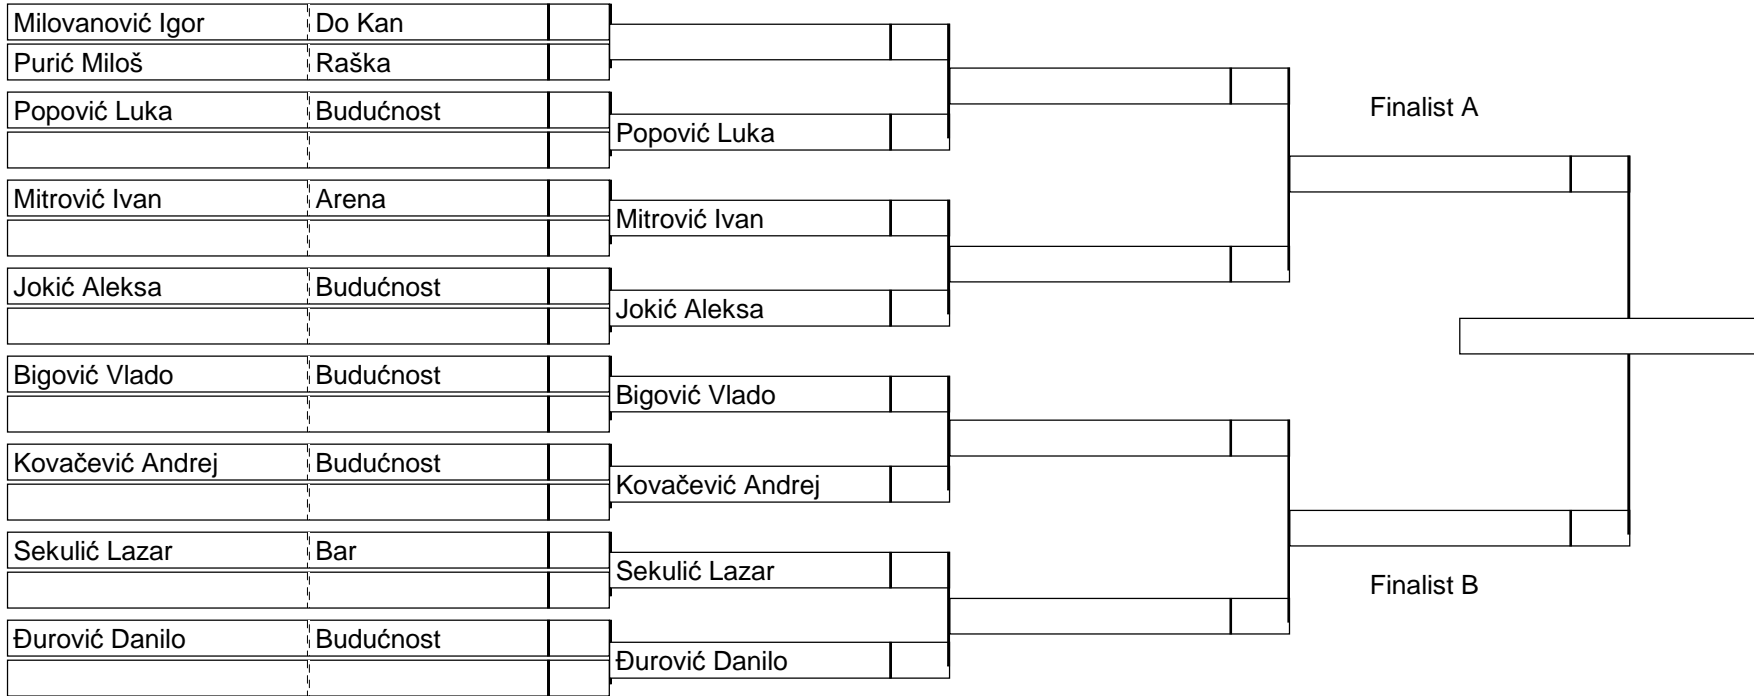 Milovanović Igor Do Kan
Purić Miloš Raška
Popović Luka Budućnost
Popović Luka
Mitrović Ivan Arena
Mitrović Ivan
Jokić Aleksa Budućnost
Jokić Aleksa
Bigović Vlado Budućnost
Bigović Vlado
Kovačević Andrej Budućnost
Kovačević Andrej
Sekulić Lazar Bar
Sekulić Lazar
Đurović Danilo Budućnost
Đurović Danilo
Finalist A
Finalist B